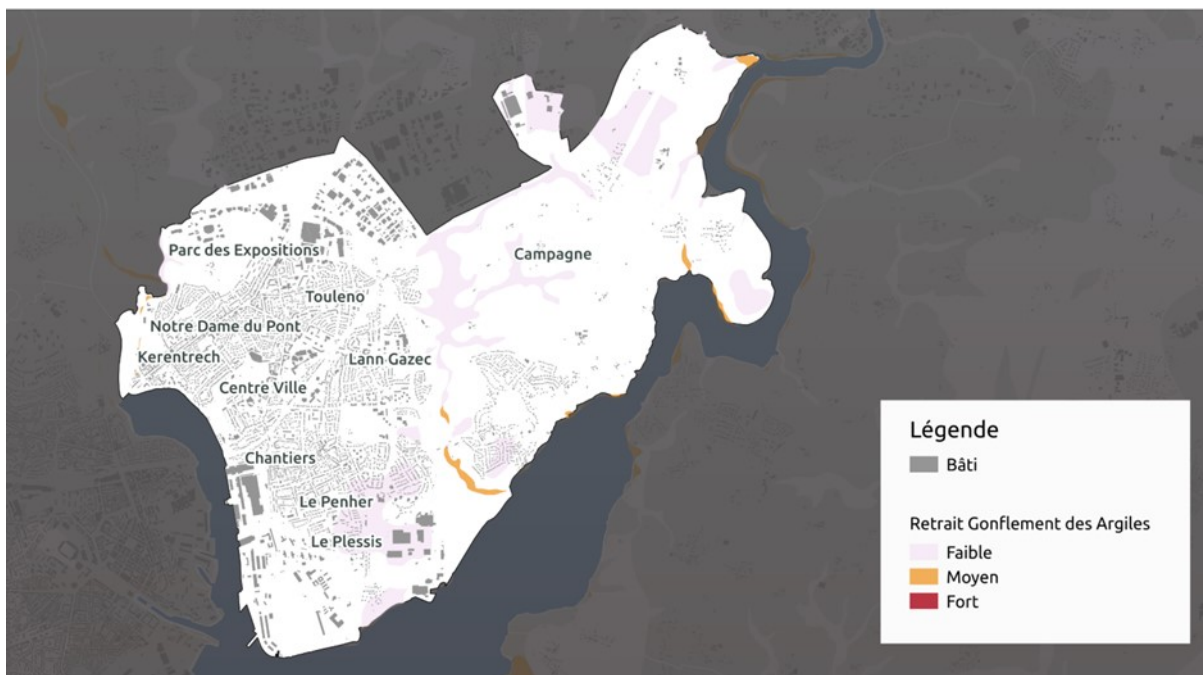 Parc des Expositions
Campagne
Touleno
Notre Dame du Pont
Kerentrech
Lann Gazec
Centre Ville
Chantiers
Le Penher
Le Plessis
Légende
Bâti
Retrait Gonflement des Argiles
Faible
Moyen
Fort